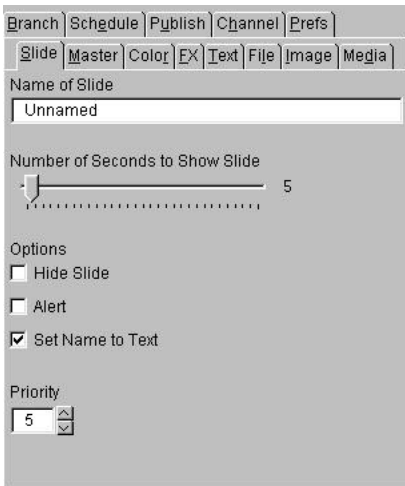 Branch Schedule Publish Channel Prefs
Slide Master Color FX Text File Image Media
Name of Slide
Unnamed
Number of Seconds to Show Slide
5
Options
Hide Slide
Alert
Set Name to Text
Priority
5